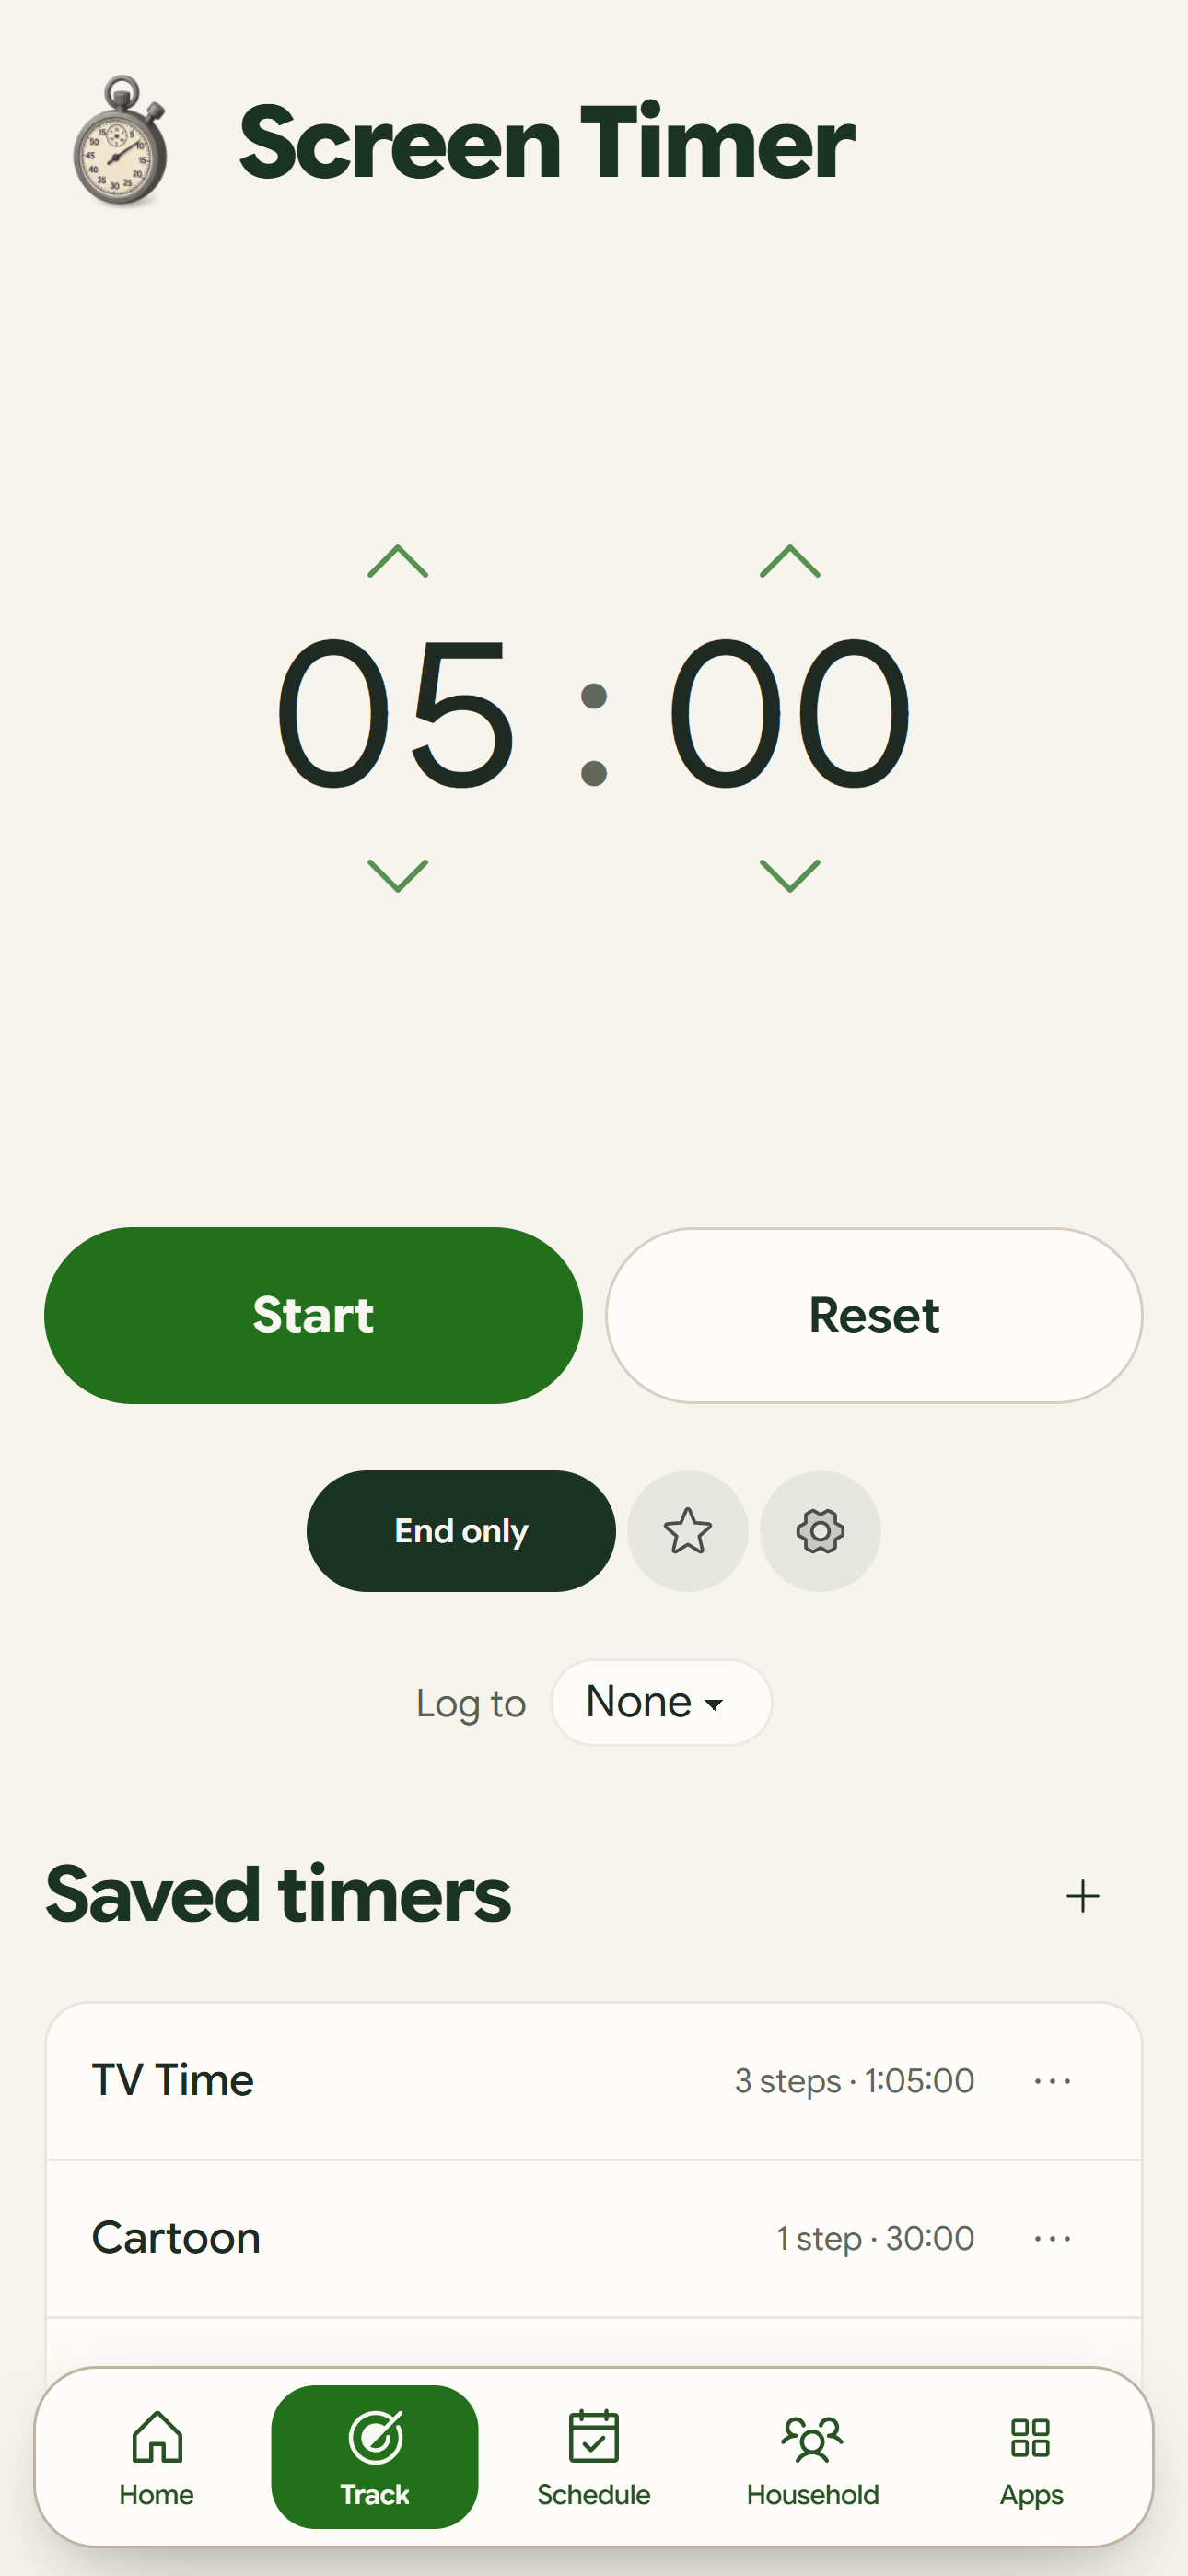 Screen Timer
05 : 00
Start
Reset
End only
Log to None
Saved timers
TV Time 3 steps · 1:05:00
Cartoon 1 step · 30:00
Home Track Schedule Household Apps